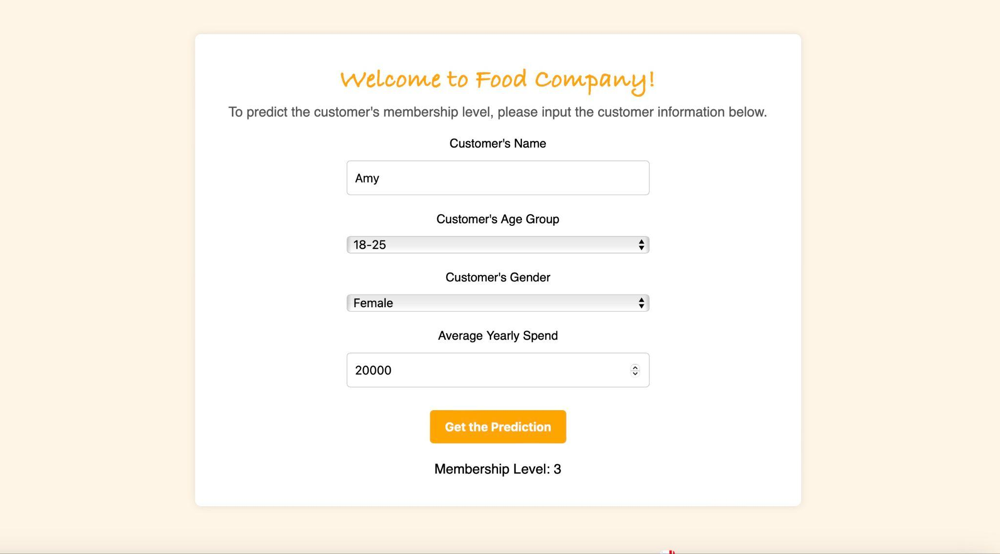 Welcome to Food Company!
To predict the customer's membership level, please input the customer information below.
Customer's Name
Amy
Customer's Age Group
18-25
Customer's Gender
Female
Average Yearly Spend
20000
Get the Prediction
Membership Level: 3